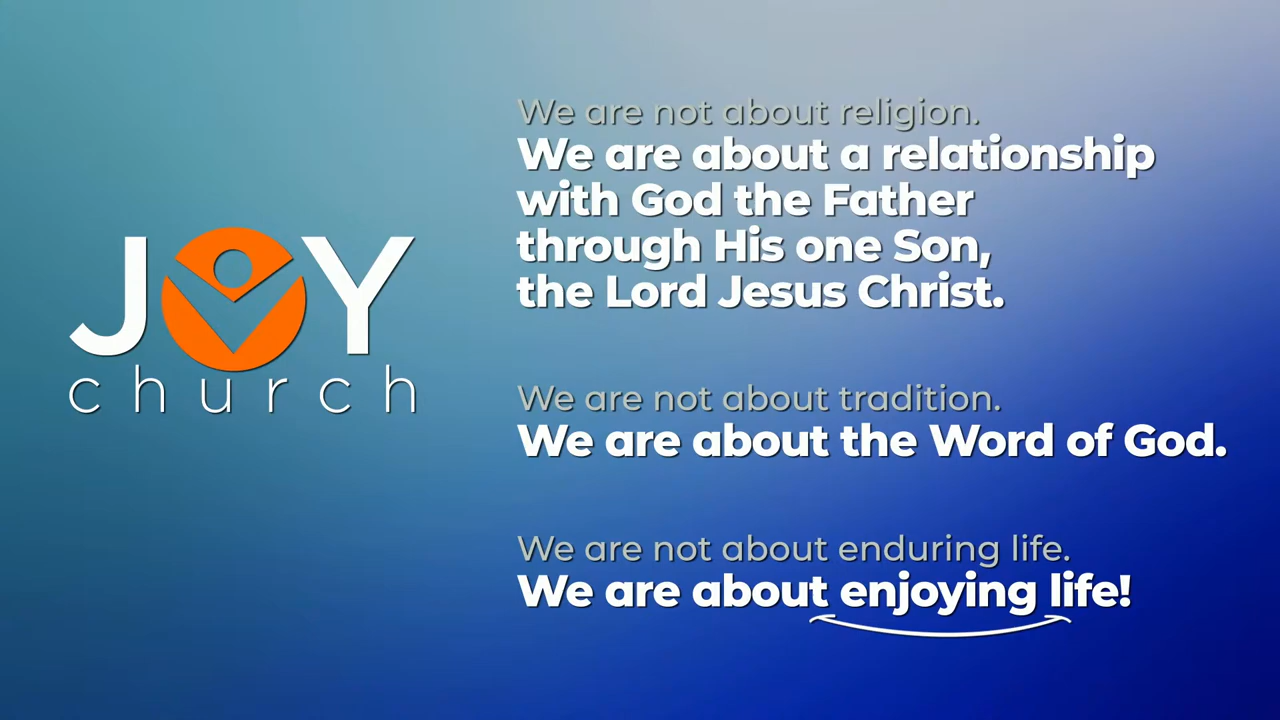 JOY
church
We are not about religion.
We are about a relationship
with God the Father
through His one Son,
the Lord Jesus Christ.
We are not about tradition.
We are about the Word of God.
We are not about enduring life.
We are about enjoying life!